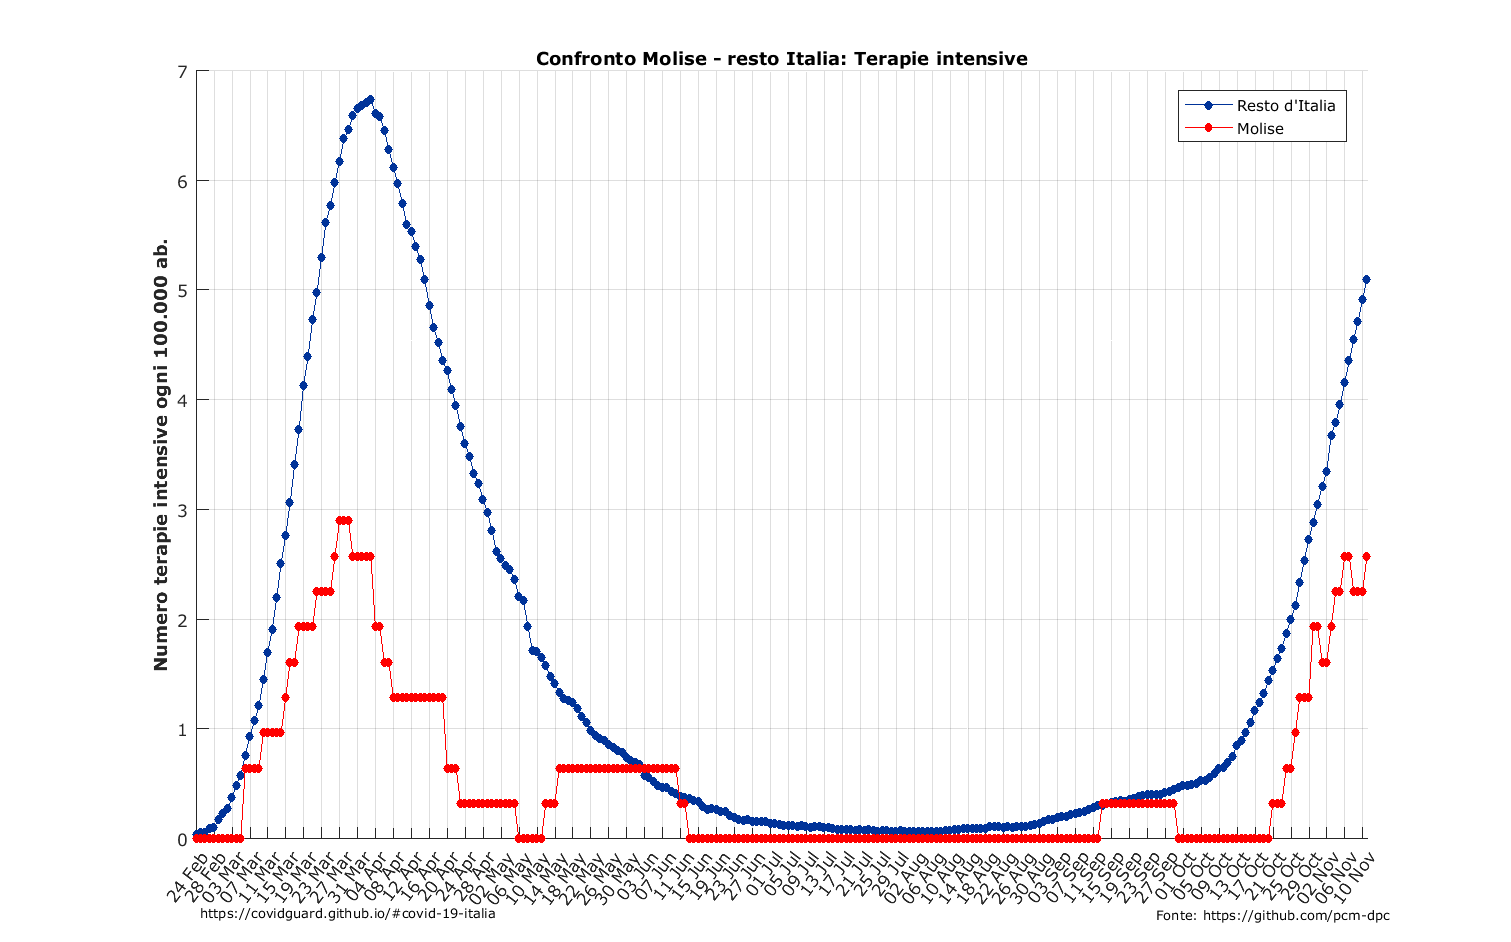 Confronto Molise - resto Italia: Terapie intensive
Resto d'Italia
Molise
Numero terapie intensive ogni 100.000 ab.
7
6
5
4
3
2
1
0
24 Feb
28 Feb
03 Mar
07 Mar
11 Mar
15 Mar
19 Mar
23 Mar
27 Mar
31 Mar
04 Apr
08 Apr
12 Apr
16 Apr
20 Apr
24 Apr
28 Apr
02 May
06 May
10 May
14 May
18 May
22 May
26 May
30 May
03 Jun
07 Jun
11 Jun
15 Jun
19 Jun
23 Jun
27 Jun
01 Jul
05 Jul
09 Jul
13 Jul
17 Jul
21 Jul
25 Jul
29 Jul
02 Aug
06 Aug
10 Aug
14 Aug
18 Aug
22 Aug
26 Aug
30 Aug
03 Sep
07 Sep
11 Sep
15 Sep
19 Sep
23 Sep
27 Sep
01 Oct
05 Oct
09 Oct
13 Oct
17 Oct
21 Oct
25 Oct
29 Oct
02 Nov
06 Nov
10 Nov
https://covidguard.github.io/#covid-19-italia
Fonte: https://github.com/pcm-dpc